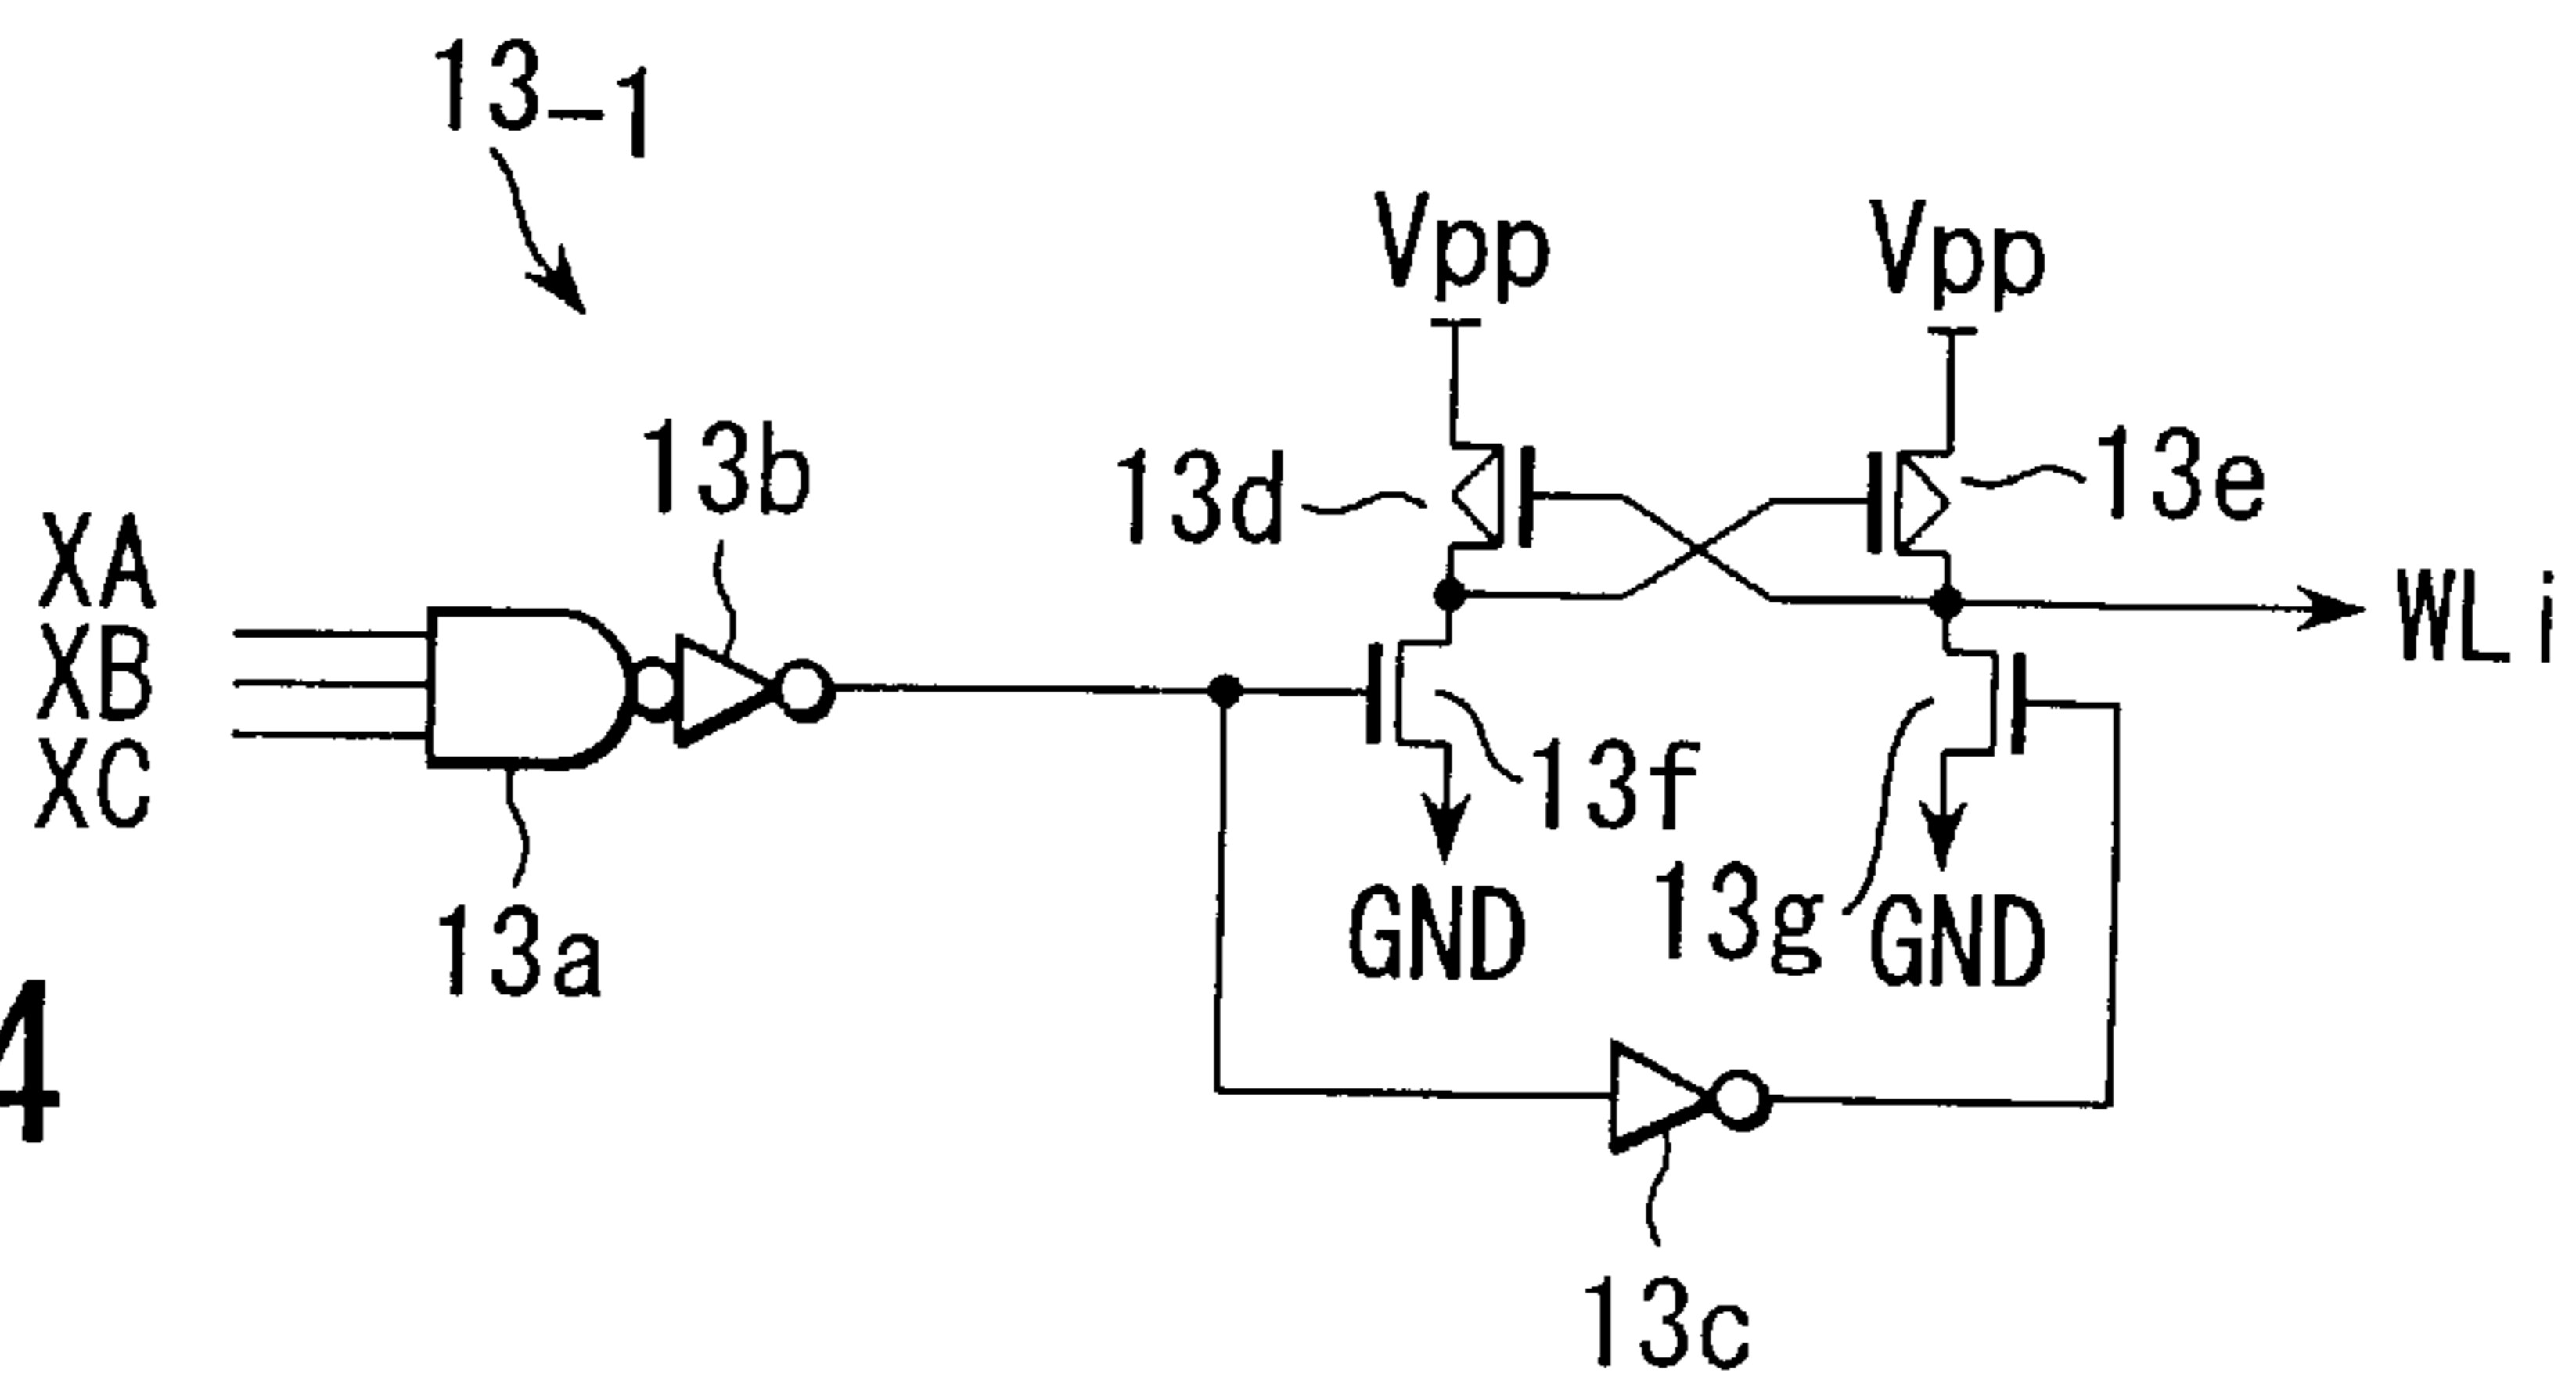 13-1
Vpp
Vpp
13b
13d
13e
XA
XB
XC
WLi
13f
13g
GND
GND
13a
4
13c